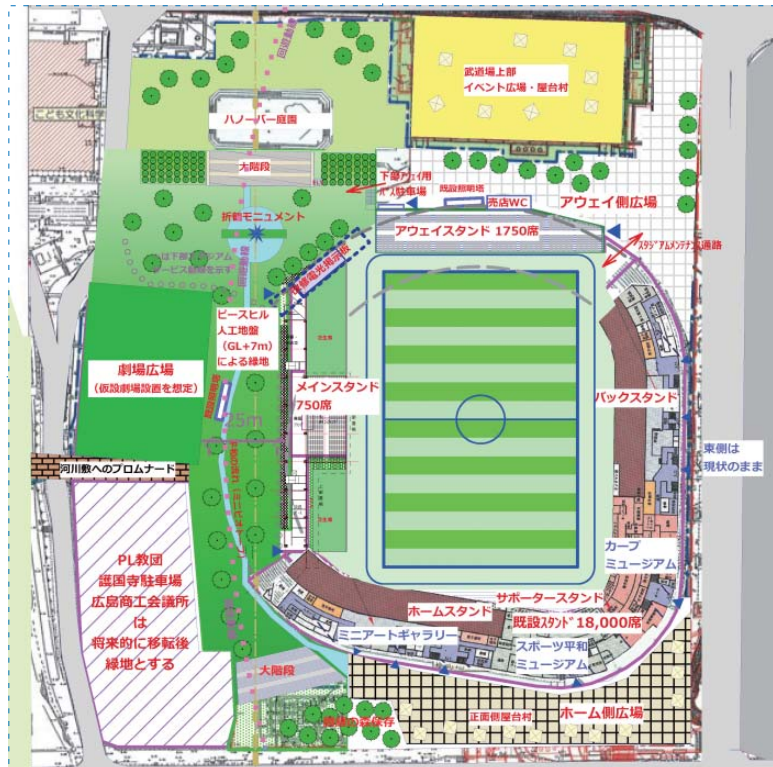 回遊動線
武道場上部
イベント広場・屋台村
こども文化科学
ハノーバー庭園
大階段
下部アウェイ用
バス駐車場
既設照明塔
売店WC
アウェイ側広場
折鶴モニュメント
アウェイスタンド 1750席
スタジアムメンテナンス通路
ピースヒル
人工地盤
(GL+7m)
による緑地
劇場広場
(仮設劇場設置を想定)
メインスタンド
750席
バックスタンド
25m
東側は
現状のまま
河川敷へのプロムナード
PL教団
護国寺駐車場
広島商工会議所
は
将来的に移転後
緑地とする
カープ
ミュージアム
サポータースタンド
ホームスタンド
既設スタンド18,000席
ミニアートギャラリー
スポーツ平和
ミュージアム
大階段
正面側屋台村
ホーム側広場